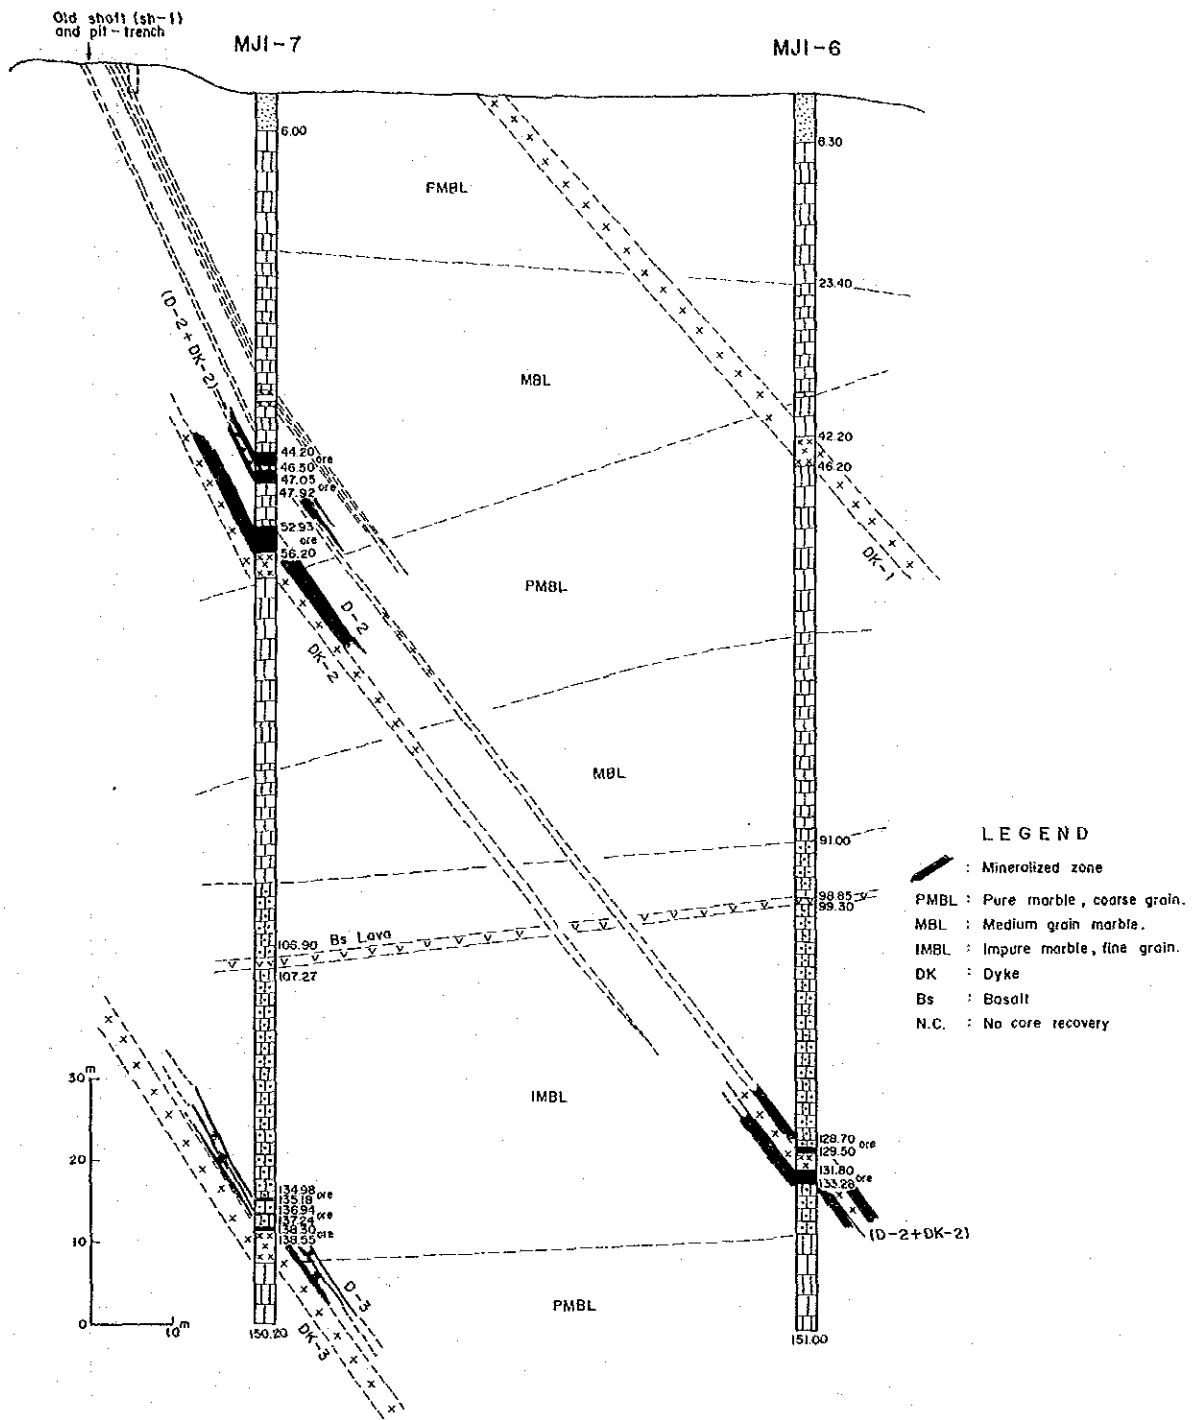 Old shaft (sh-1)
and pit-trench
MJI-7
MJI-6
6.00
6.30
FMBL
23.40
(D-2+DK-2)
MBL
42.20
46.20
44.20
ore
46.50
47.05
ore
47.92
52.93
ore
56.20
DK-1
PMBL
D-2
DK-2
MBL
91.00
98.85
99.30
Bs Lava
106.90
107.27
LEGEND
: Mineralized zone
PMBL : Pure marble, coarse grain.
MBL : Medium grain marble.
IMBL : Impure marble, fine grain.
DK : Dyke
Bs : Basalt
N.C. : No core recovery
30 m
20
10
0
10 m
IMBL
128.70
ore
129.50
131.80
ore
133.28
(D-2+DK-2)
134.98
ore
135.18
136.94
ore
137.24
138.30
ore
138.55
D-3
DK-3
PMBL
150.20
151.00